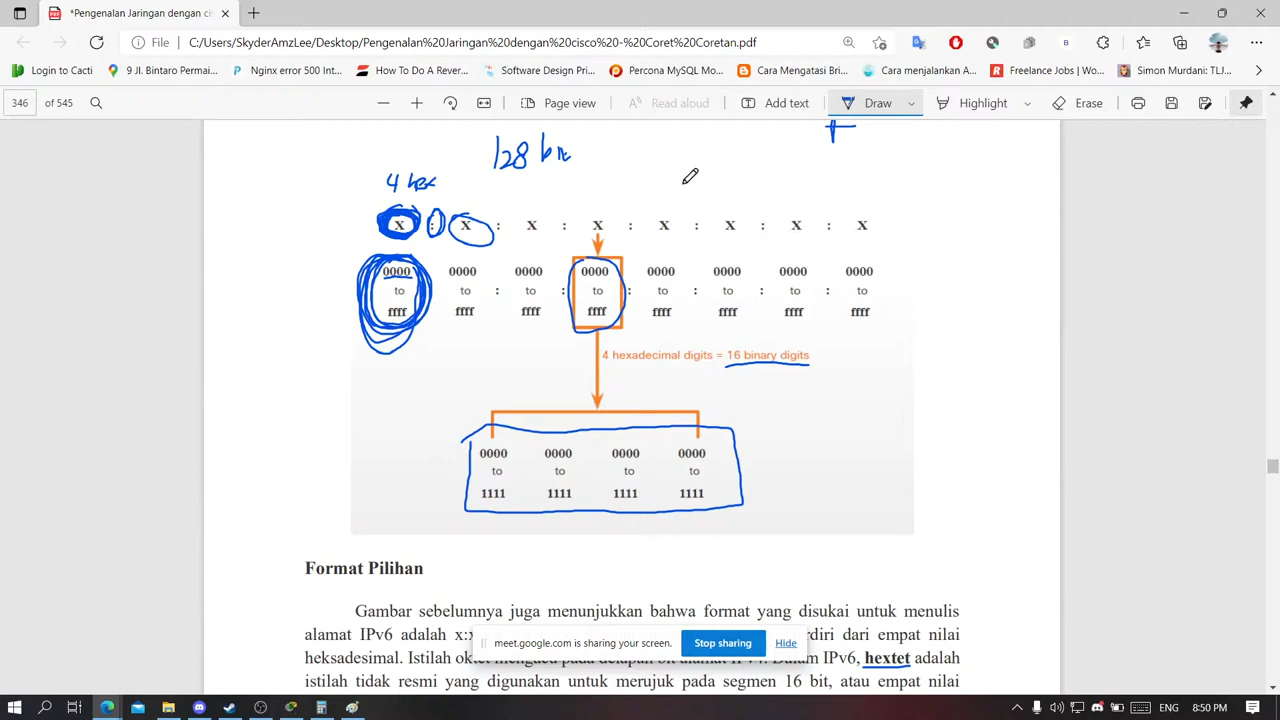 *Pengenalan Jaringan dengan cis
File C:/Users/SkyderAmzLee/Desktop/Pengenalan%20Jaringan%20dengan%20cisco%20-%20Coret%20Coretan.pdf
Login to Cacti 9 Jl. Bintaro Permai... Nginx error 500 Int... How To Do A Rever... Software Design Pri... Percona MySQL Mo... Cara Mengatasi Bri... Cara menjalankan A... Freelance Jobs | Wo... Simon Murdani: TLJ...
346 of 545 Page view Read aloud Add text Draw Highlight Erase
128 bit
4 hex
X : X : X : X : X : X : X : X
0000 0000 0000 0000 0000 0000 0000 0000
to to : to : to : to : to : to : to
ffff ffff ffff ffff ffff ffff ffff ffff
4 hexadecimal digits = 16 binary digits
0000 0000 0000 0000
to to to to
1111 1111 1111 1111
Format Pilihan
Gambar sebelumnya juga menunjukkan bahwa format yang disukai untuk menulis
alamat IPv6 adalah x:x diri dari empat nilai
heksadesimal. Istilah oktet mengacu pada delapan bit alamat IPv4. Dalam IPv6, hextet adalah
istilah tidak resmi yang digunakan untuk merujuk pada segmen 16 bit, atau empat nilai
meet.google.com is sharing your screen. Stop sharing Hide
ENG 8:50 PM